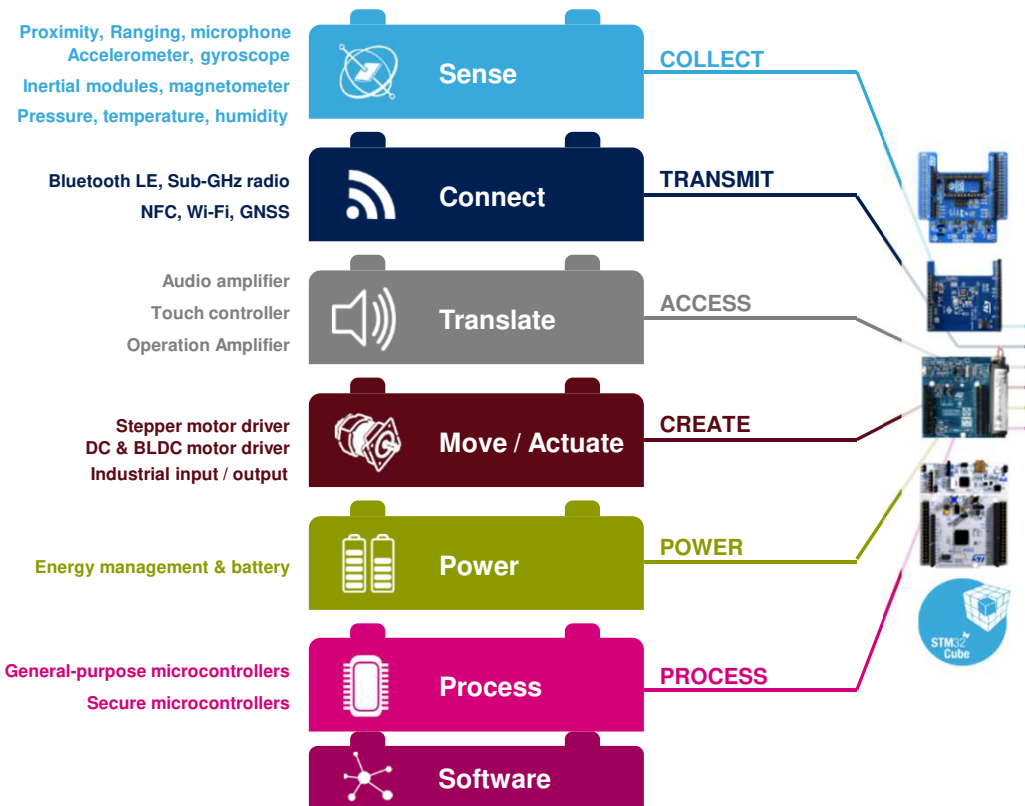 Proximity, Ranging, microphone
Accelerometer, gyroscope
Inertial modules, magnetometer
Pressure, temperature, humidity
Sense
COLLECT
Bluetooth LE, Sub-GHz radio
NFC, Wi-Fi, GNSS
Connect
TRANSMIT
Audio amplifier
Touch controller
Operation Amplifier
Translate
ACCESS
Stepper motor driver
DC & BLDC motor driver
Industrial input / output
Move / Actuate
CREATE
Energy management & battery
Power
POWER
General-purpose microcontrollers
Secure microcontrollers
Process
PROCESS
Software
STM32
Cube